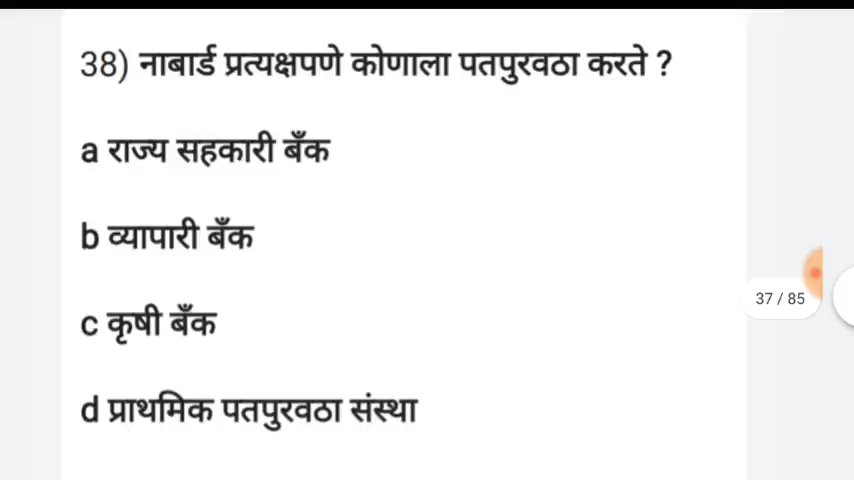 38) नाबार्ड प्रत्यक्षपणे कोणाला पतपुरवठा करते ?
a राज्य सहकारी बँक
b व्यापारी बँक
37 / 85
c कृषी बँक
d प्राथमिक पतपुरवठा संस्था